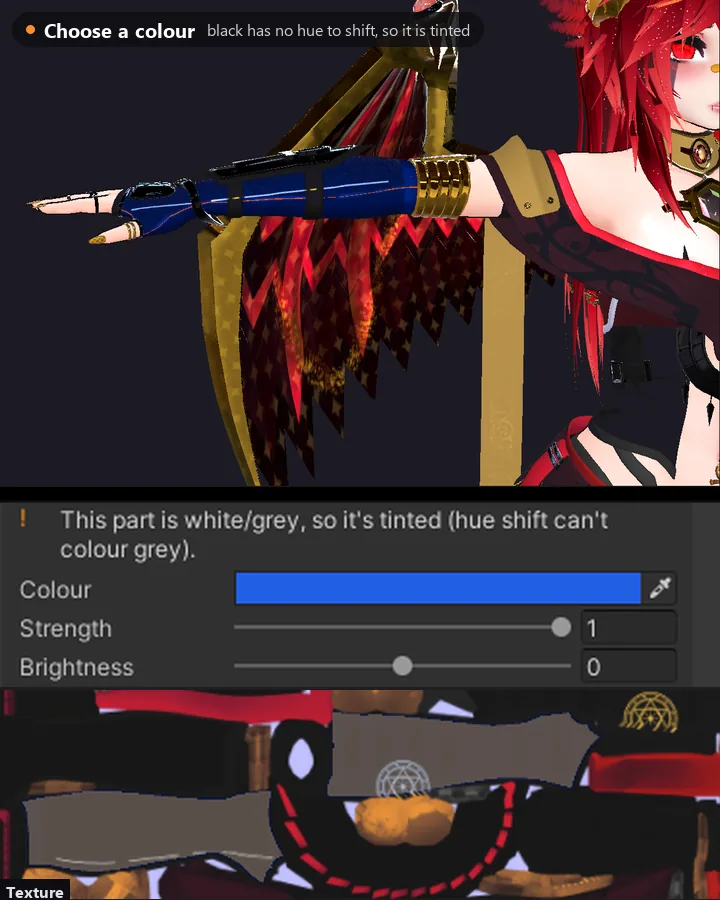 Choose a colour black has no hue to shift, so it is tinted
! This part is white/grey, so it's tinted (hue shift can't
colour grey).
Colour
Strength 1
Brightness 0
Texture